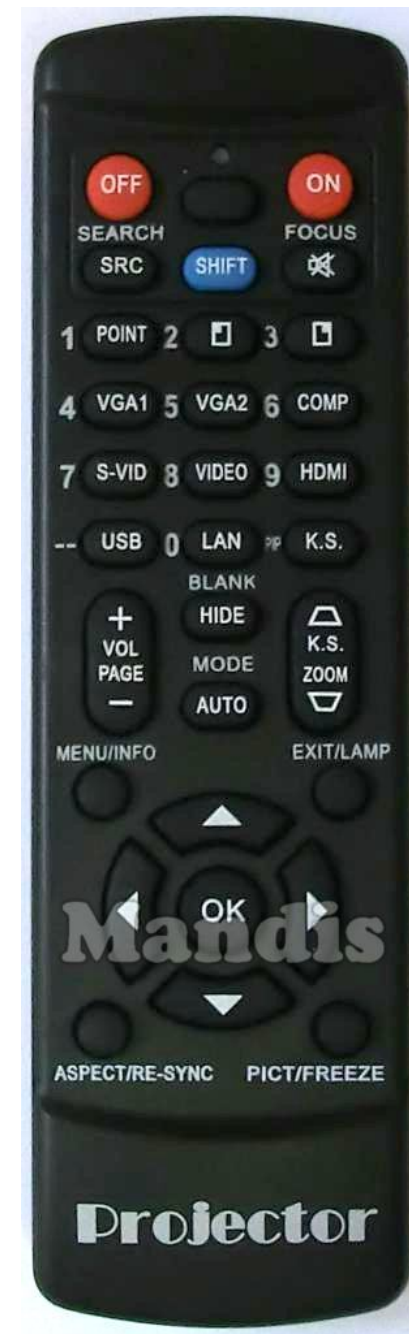 OFF ON
SEARCH FOCUS
SRC SHIFT
1 POINT 2 3
4 VGA1 5 VGA2 6 COMP
7 S-VID 8 VIDEO 9 HDMI
-- USB 0 LAN PIP K.S.
BLANK
+ HIDE
VOL K.S.
PAGE MODE ZOOM
− AUTO
MENU/INFO EXIT/LAMP
OK
Mandis
ASPECT/RE-SYNC PICT/FREEZE
Projector